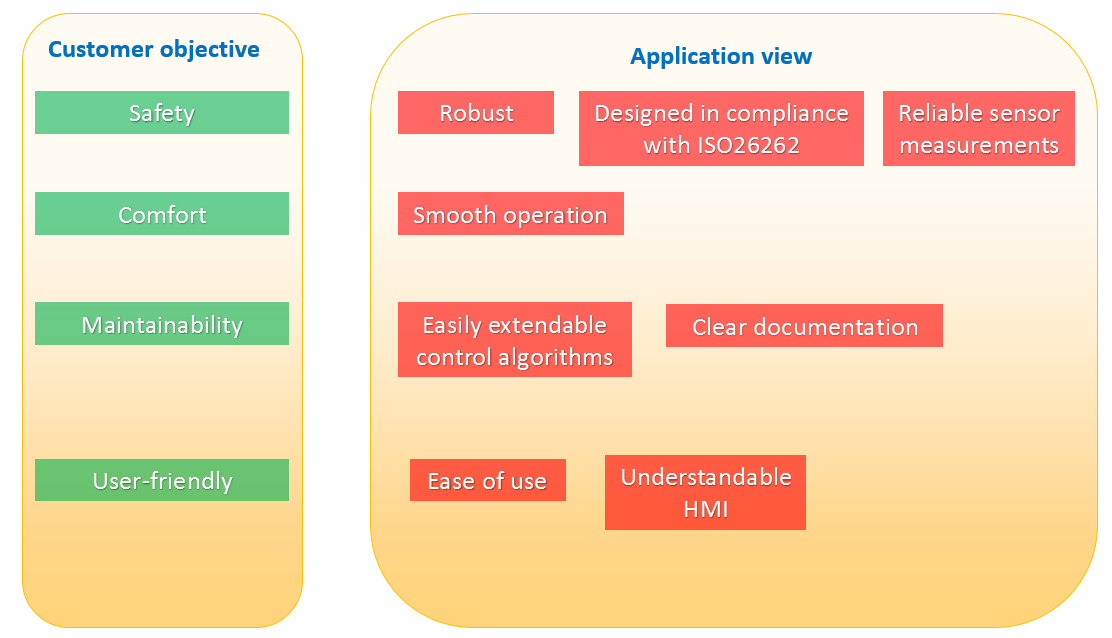 Customer objective
Application view
Safety
Robust
Designed in compliance
with ISO26262
Reliable sensor
measurements
Comfort
Smooth operation
Maintainability
Easily extendable
control algorithms
Clear documentation
User-friendly
Ease of use
Understandable
HMI